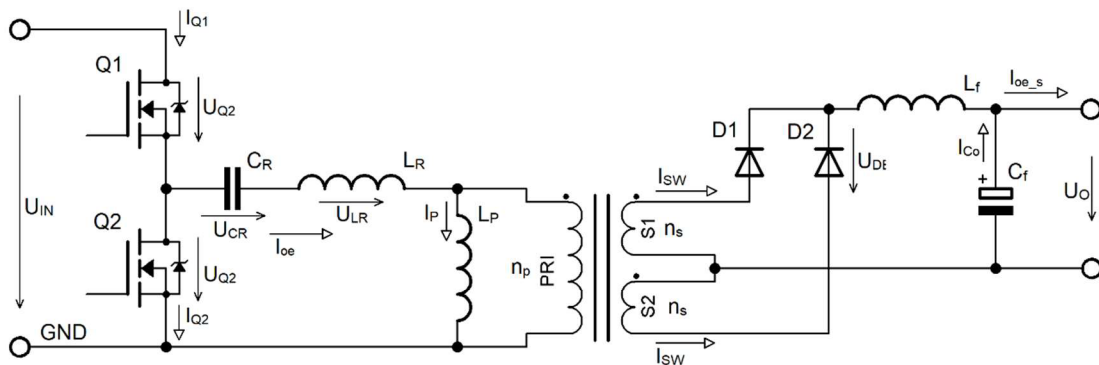 IQ1
Q1
UQ2
Lf
Ioe_s
D1
D2
UDE
ICo
+
Cf
UO
CR
LR
ISW
UIN
Q2
UCR
ULR
IP
LP
Ioe
UQ2
np
PRI
S1
ns
S2
ns
IQ2
GND
ISW